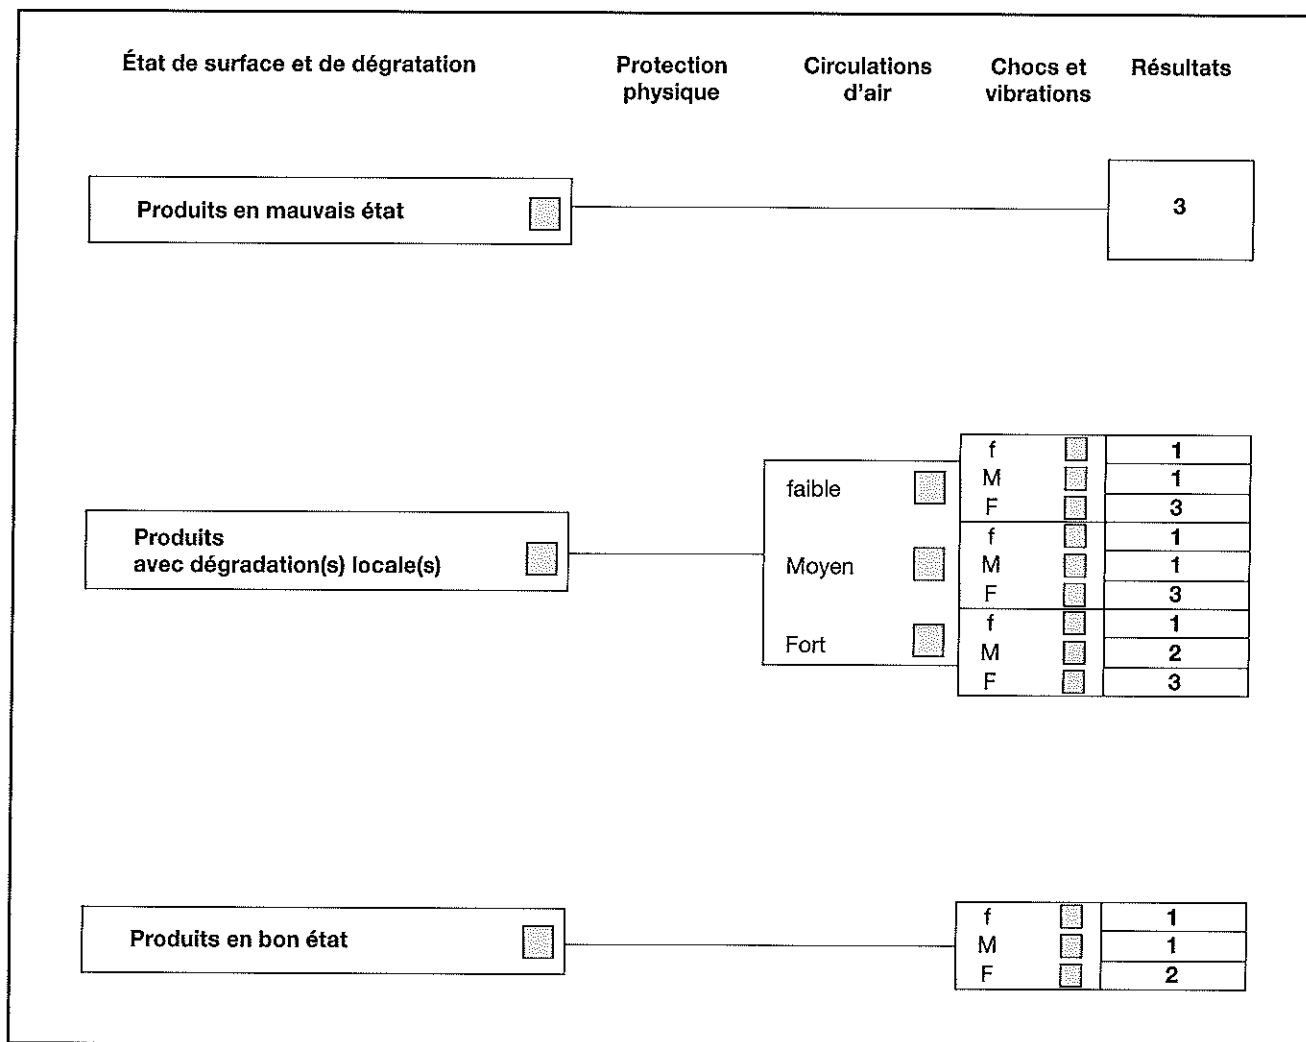 État de surface et de dégratation
Protection
physique
Circulations
d'air
Chocs et
vibrations
Résultats
Produits en mauvais état
3
Produits
avec dégradation(s) locale(s)
faible
f 1
M 1
F 3
Moyen
f 1
M 1
F 3
Fort
f 1
M 2
F 3
Produits en bon état
f 1
M 1
F 2